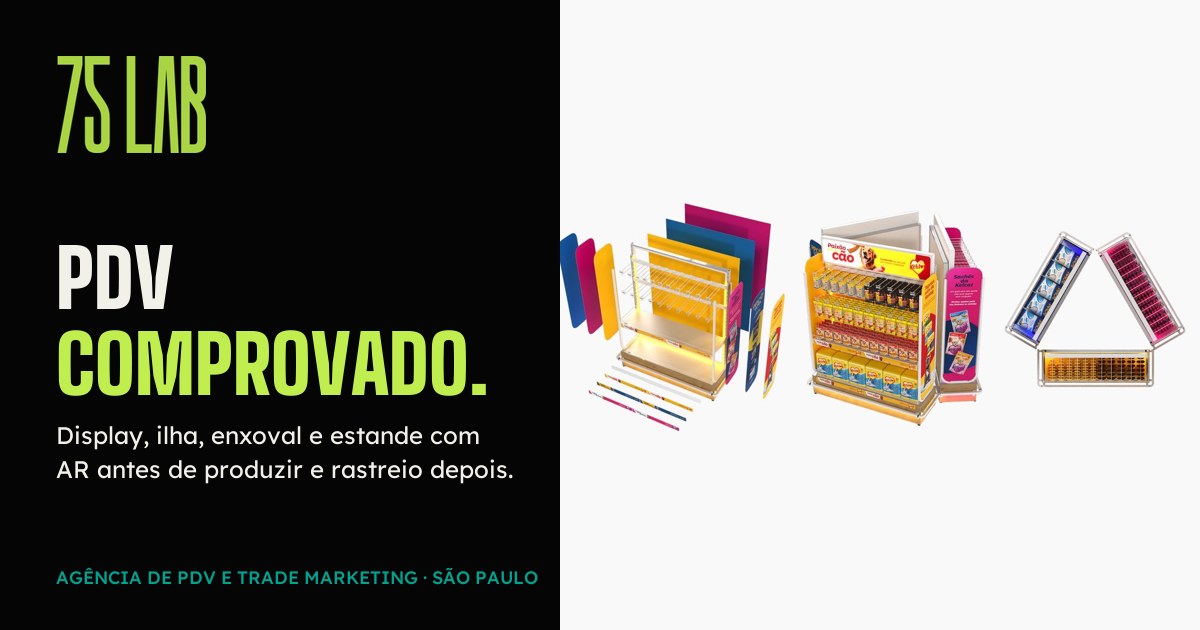 75 LAB
PDV
COMPROVADO.
Display, ilha, enxoval e estande com
AR antes de produzir e rastreio depois.
AGÊNCIA DE PDV E TRADE MARKETING · SÃO PAULO
Paixão
cão